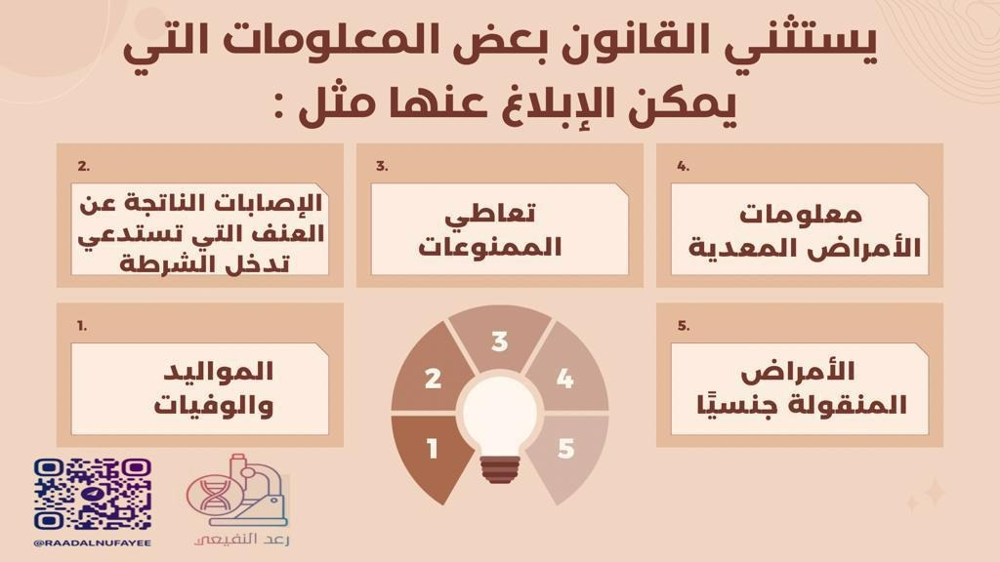 يستثني القانون بعض المعلومات التي
يمكن الإبلاغ عنها مثل :
1.
المواليد
والوفيات
2.
الإصابات الناتجة عن
العنف التي تستدعي
تدخل الشرطة
3.
تعاطي
الممنوعات
4.
معلومات
الأمراض المعدية
5.
الأمراض
المنقولة جنسيًا
1
2
3
4
5
@RAADALNUFAYEE
رعد النفيعي